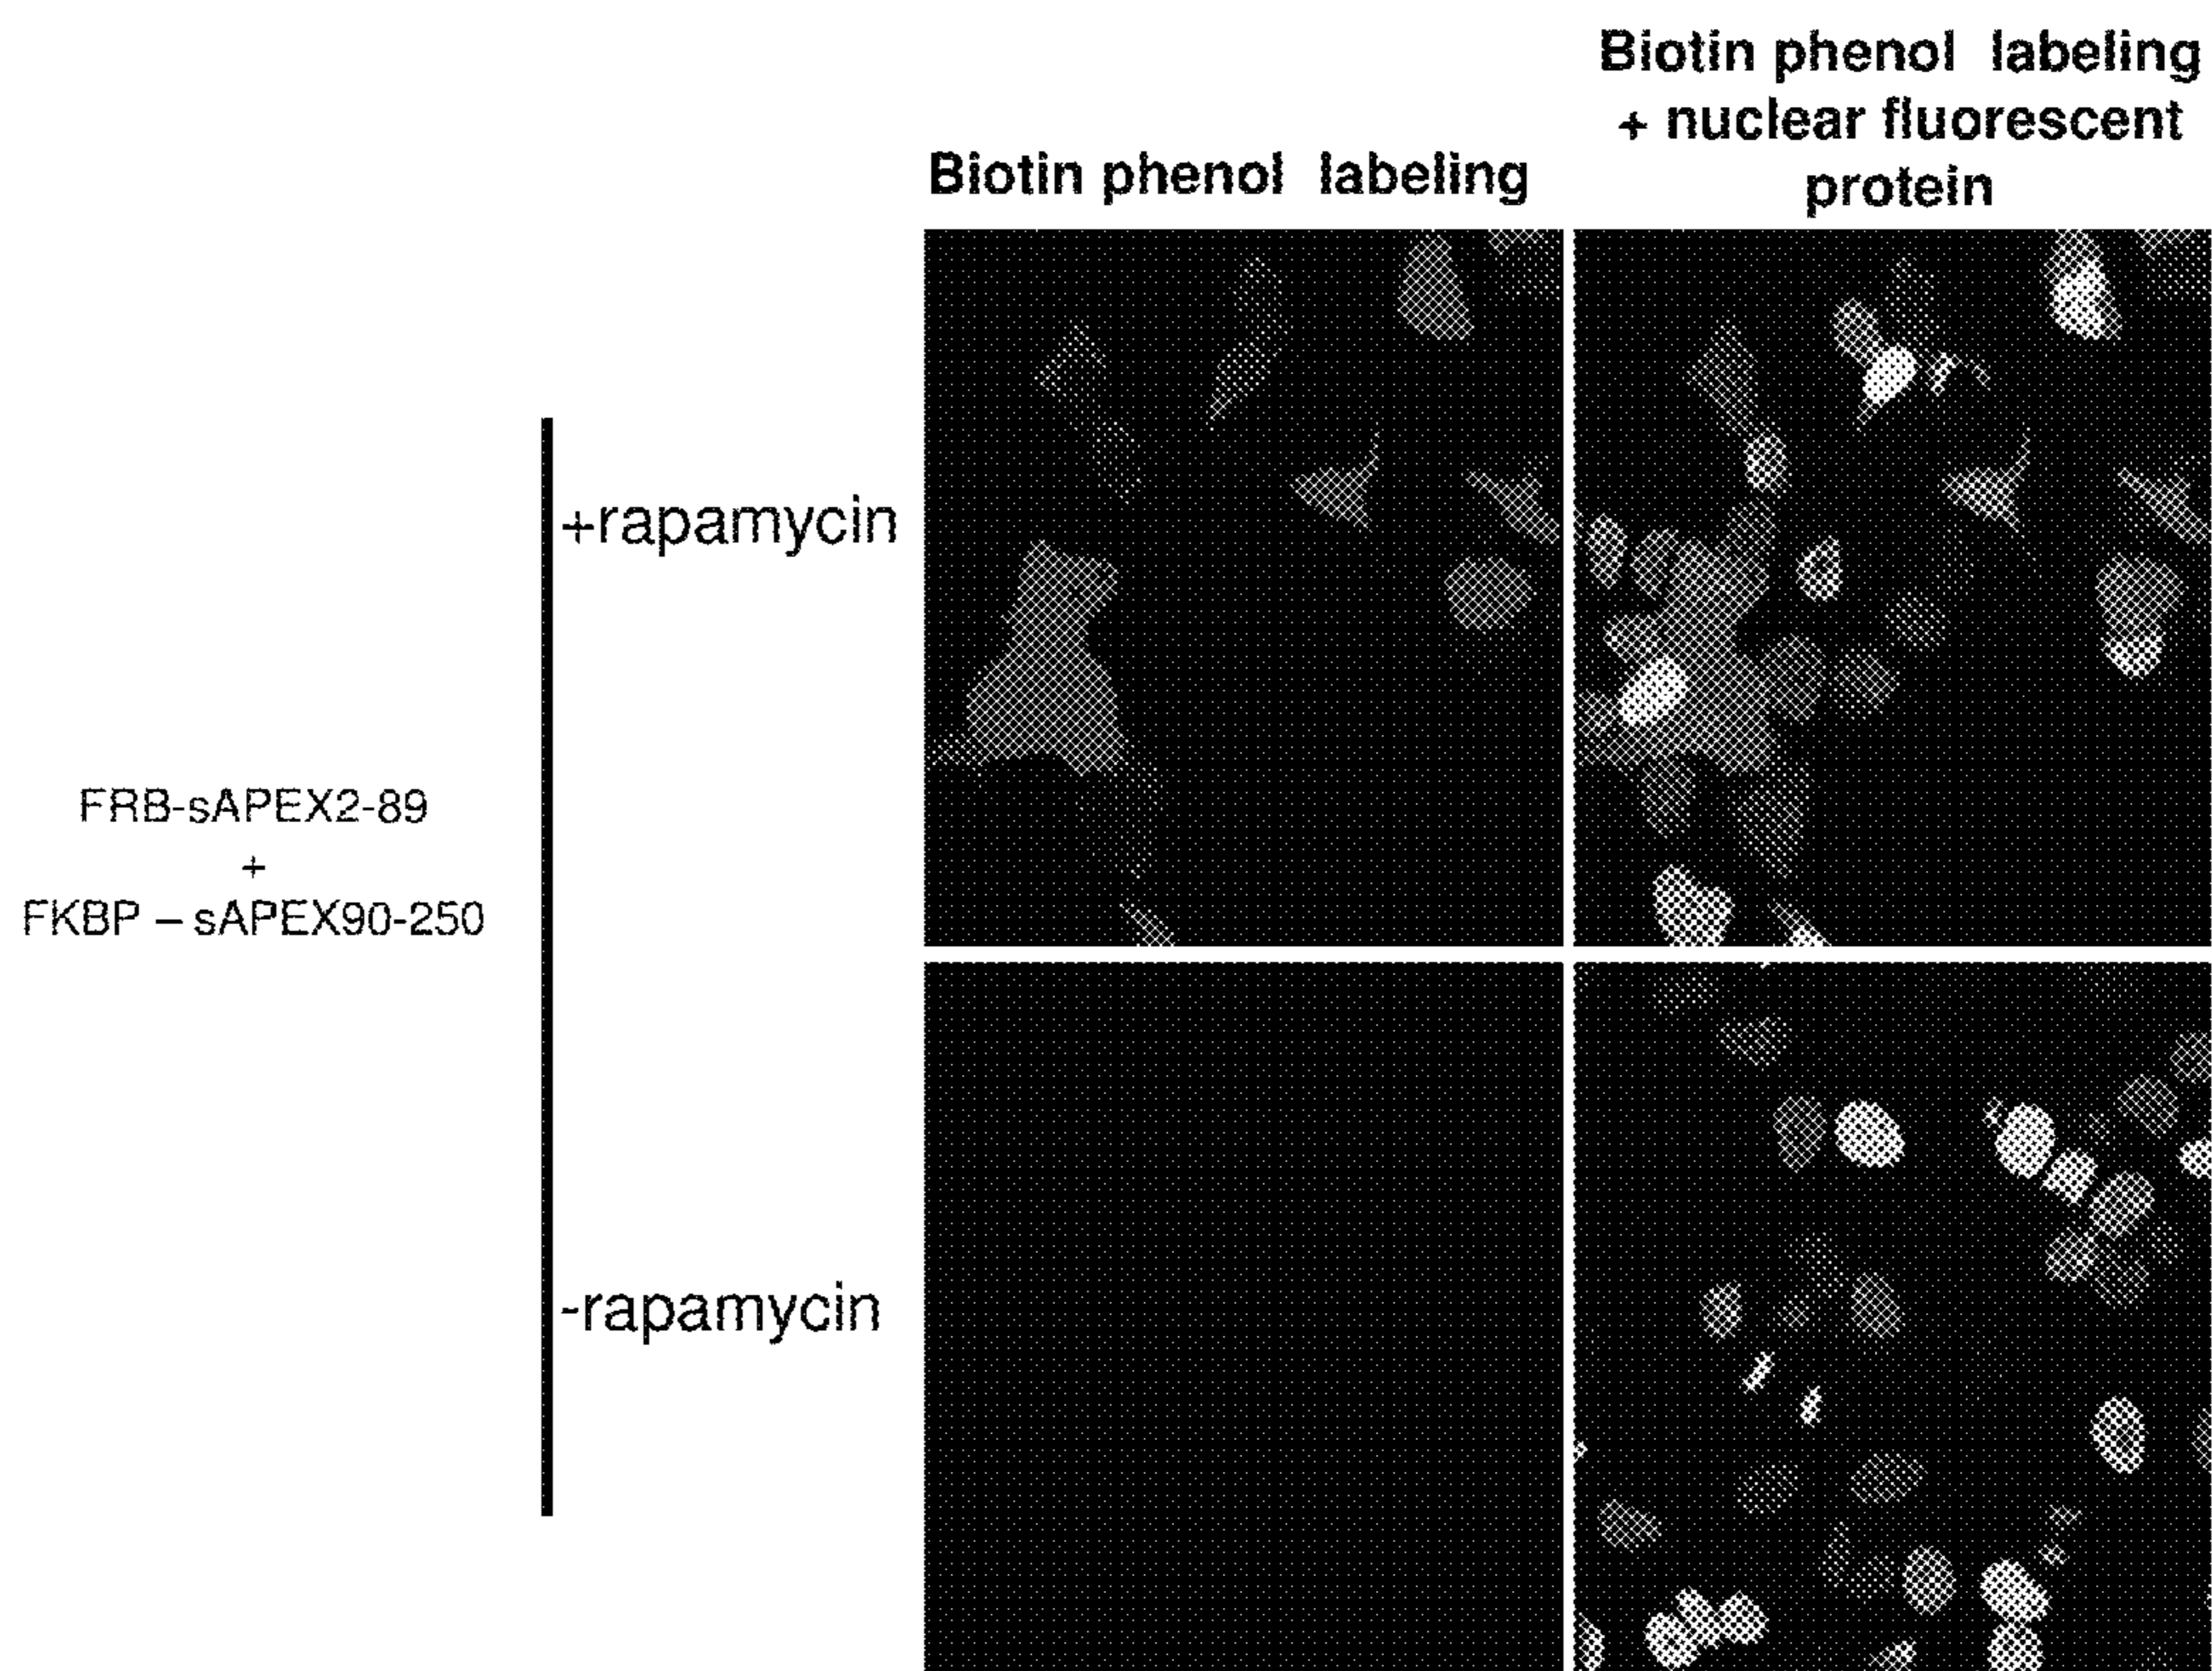 Biotin phenol labeling
Biotin phenol labeling
+ nuclear fluorescent
protein
+rapamycin
FRB-sAPEX2-89
+
FKBP – sAPEX90-250
-rapamycin